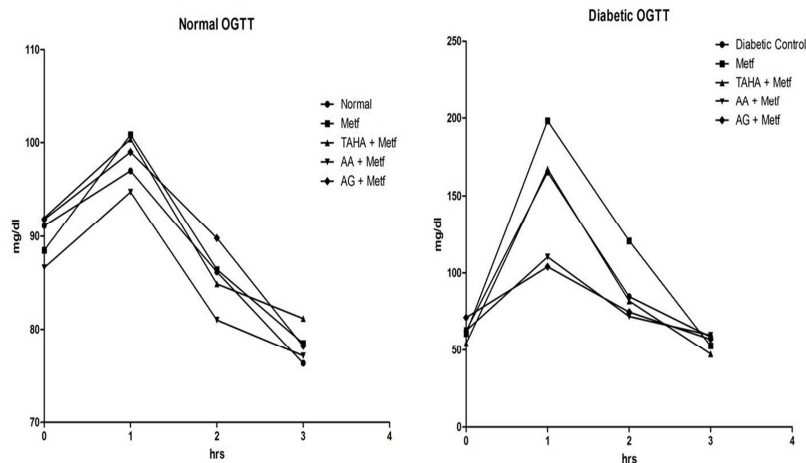 Normal OGTT
110
100
90
80
70
mg/dl
0
1
2
3
4
hrs
Normal
Metf
TAHA + Metf
AA + Metf
AG + Metf
Diabetic OGTT
250
200
150
100
50
0
mg/dl
0
1
2
3
4
hrs
Diabetic Control
Metf
TAHA + Metf
AA + Metf
AG + Metf